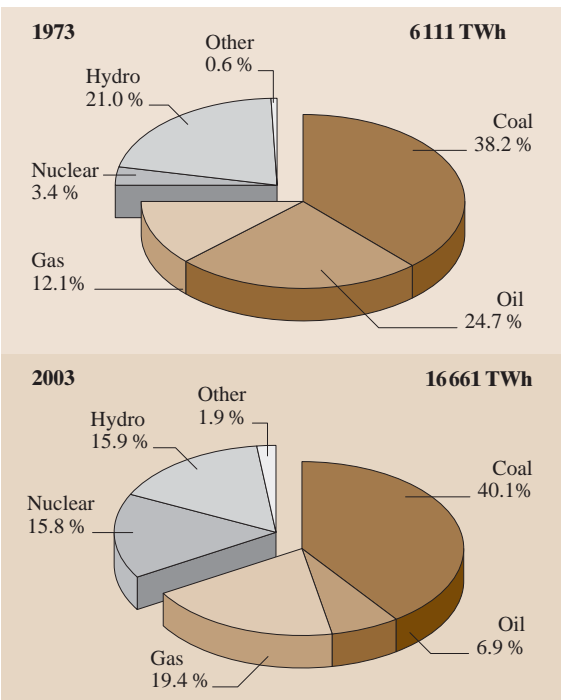 1973
6111 TWh
Other
0.6 %
Hydro
21.0 %
Coal
38.2 %
Nuclear
3.4 %
Gas
12.1%
Oil
24.7 %
2003
16661 TWh
Other
1.9 %
Hydro
15.9 %
Coal
40.1%
Nuclear
15.8 %
Oil
6.9 %
Gas
19.4 %